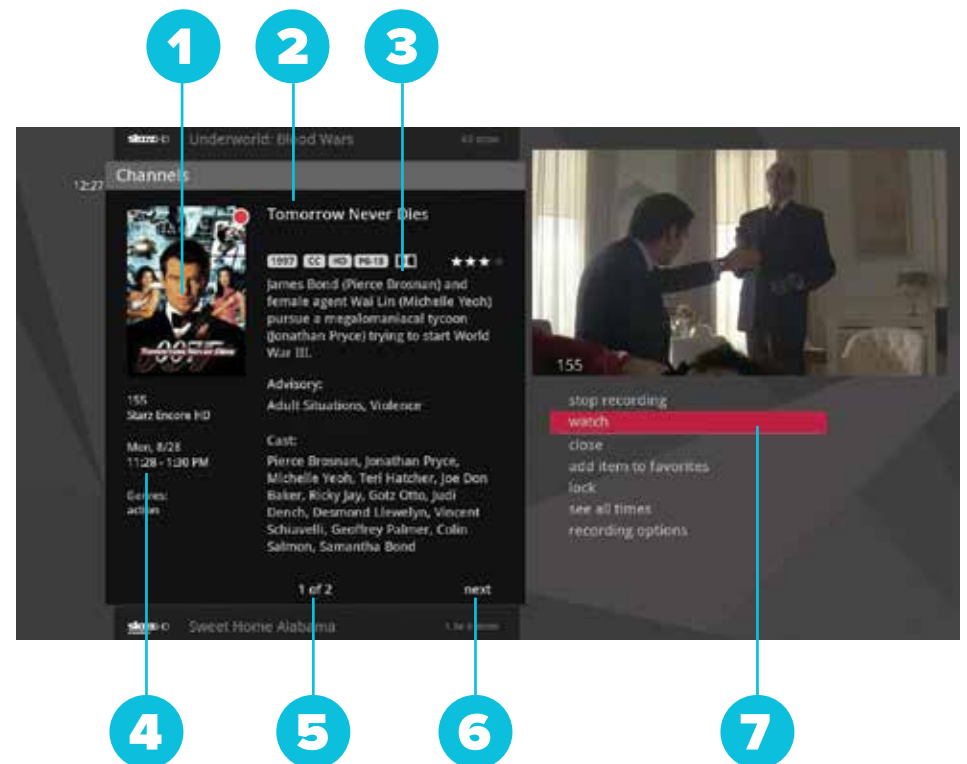 1
2
3
Underworld: Blood Wars
12:27
Channels
Tomorrow Never Dies
1997 CC HD PG-13
James Bond (Pierce Brosnan) and
female agent Wai Lin (Michelle Yeoh)
pursue a megalomaniacal tycoon
(Jonathan Pryce) trying to start World
War III.
Advisory:
Adult Situations, Violence
Cast:
Pierce Brosnan, Jonathan Pryce,
Michelle Yeoh, Teri Hatcher, Joe Don
Baker, Ricky Jay, Gotz Otto, Judi
Dench, Desmond Llewelyn, Vincent
Schiavelli, Geoffrey Palmer, Colin
Salmon, Samantha Bond
Tomorrow Never Dies
007
155
Starz Encore HD
Mon, 8/28
11:28 - 1:30 PM
Genres:
action
1 of 2
next
Sweet Home Alabama
155
stop recording
watch
close
add item to favorites
lock
see all times
recording options
4
5
6
7